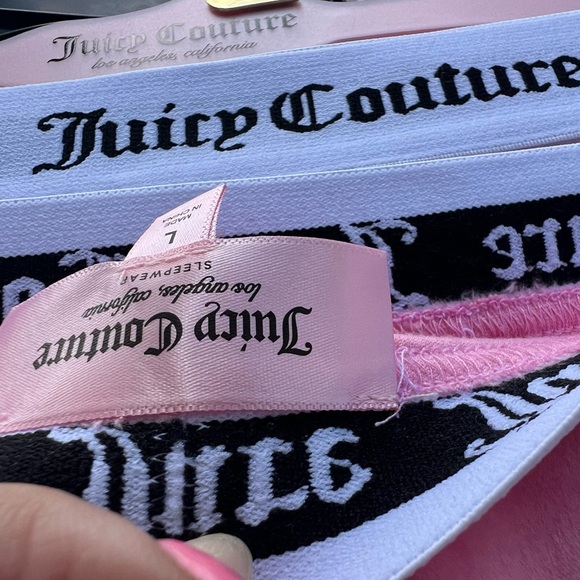 Juicy Couture
los angeles, california
Juicy Couture
L
MADE
IN CHINA
Juicy Couture
los angeles, california
SLEEPWEAR